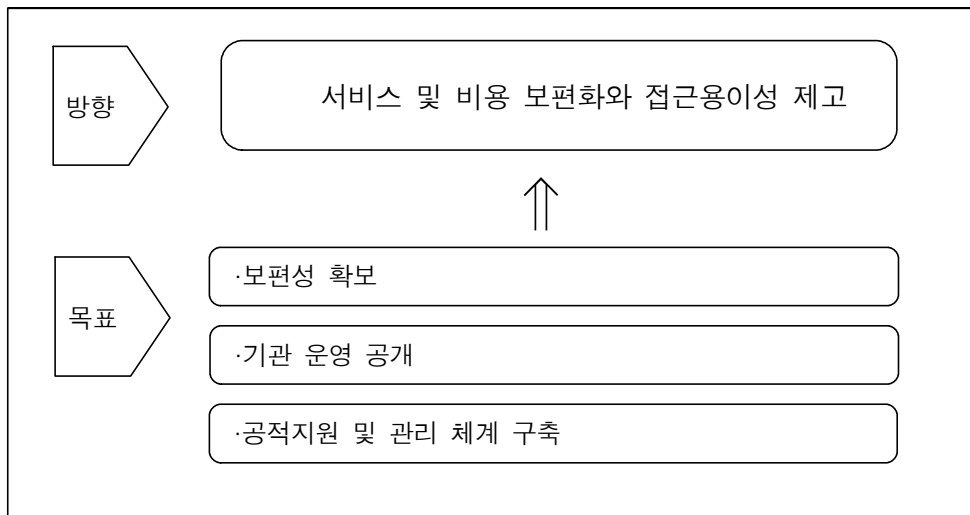 방향
서비스 및 비용 보편화와 접근용이성 제고
목표
·보편성 확보
·기관 운영 공개
·공적지원 및 관리 체계 구축